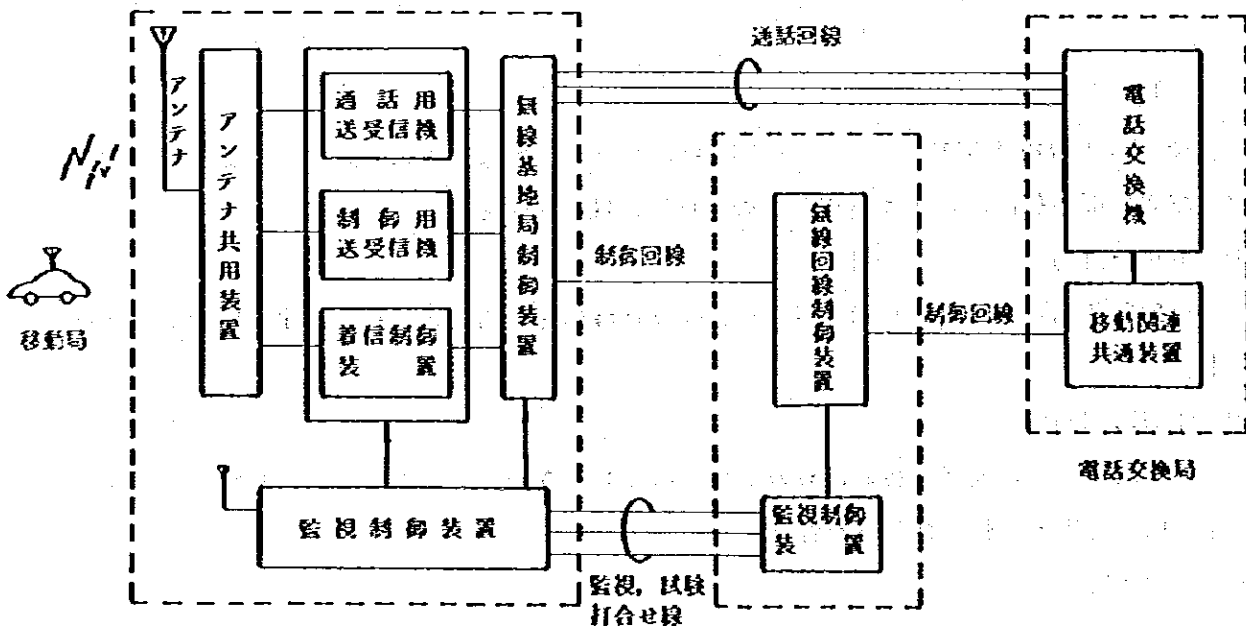 アンテナ
アンテナ共用装置
通話用
送受信機
制御用
送受信機
着信制御
装置
無線基地局制御装置
監視制御装置
移動局
通話回線
制御回線
監視，試験
打合せ線
無線回線制御装置
監視制御
装置
制御回線
電話交換機
移動関連
共通装置
電話交換局